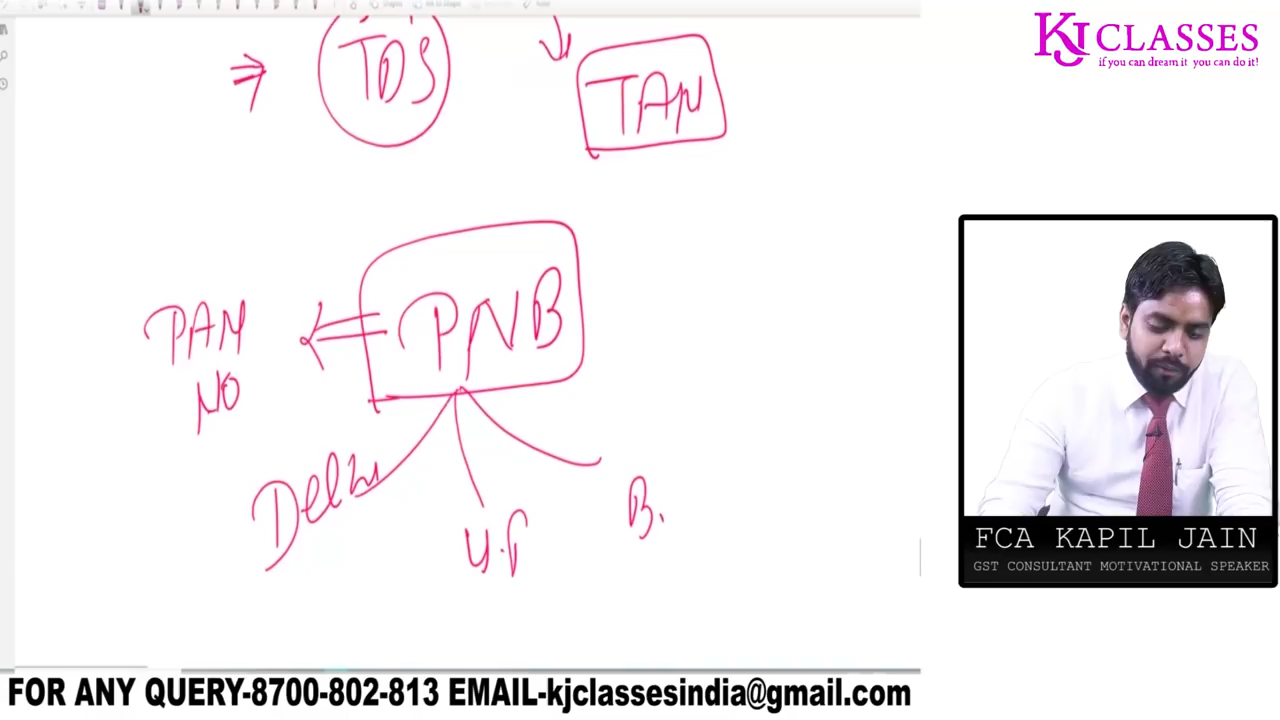 KJ CLASSES
if you can dream it you can do it!
TDS
TAN
PNB
PAN
NO
Delhi
U.P
B.
FCA KAPIL JAIN
GST CONSULTANT MOTIVATIONAL SPEAKER
FOR ANY QUERY-8700-802-813 EMAIL-kjclassesindia@gmail.com